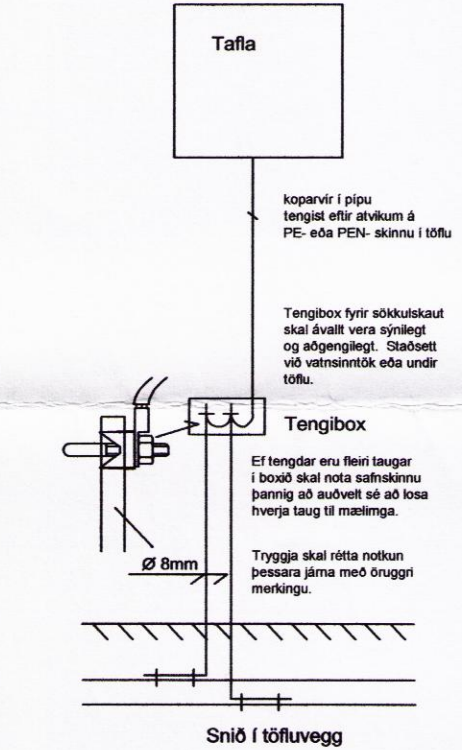 Tafla
koparvír í pípu
tengist eftir atvikum á
PE- eða PEN- skinnu í töflu
Tengibox fyrir sökkulskaut
skal ávallt vera sýnilegt
og aðgengilegt. Staðsett
við vatnsinntök eða undir
töflu.
Tengibox
Ef tengdar eru fleiri taugar
í boxið skal nota safnskinnu
þannig að auðvelt sé að losa
hverja taug til mælimga.
Ø 8mm
Tryggja skal rétta notkun
þessara járna með öruggri
merkingu.
Snið í töfluvegg